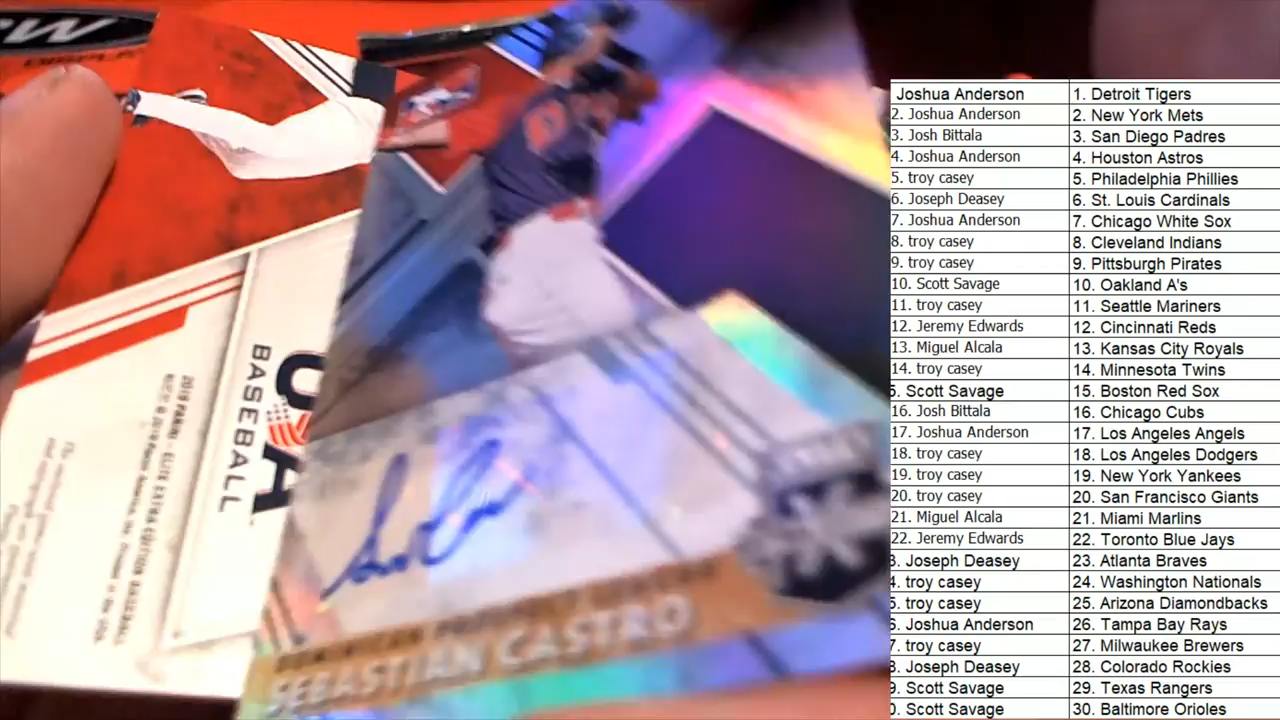 Joshua Anderson 1. Detroit Tigers
2. Joshua Anderson 2. New York Mets
3. Josh Bittala 3. San Diego Padres
4. Joshua Anderson 4. Houston Astros
5. troy casey 5. Philadelphia Phillies
6. Joseph Deasey 6. St. Louis Cardinals
7. Joshua Anderson 7. Chicago White Sox
8. troy casey 8. Cleveland Indians
9. troy casey 9. Pittsburgh Pirates
10. Scott Savage 10. Oakland A's
11. troy casey 11. Seattle Mariners
12. Jeremy Edwards 12. Cincinnati Reds
13. Miguel Alcala 13. Kansas City Royals
14. troy casey 14. Minnesota Twins
5. Scott Savage 15. Boston Red Sox
16. Josh Bittala 16. Chicago Cubs
17. Joshua Anderson 17. Los Angeles Angels
18. troy casey 18. Los Angeles Dodgers
19. troy casey 19. New York Yankees
20. troy casey 20. San Francisco Giants
21. Miguel Alcala 21. Miami Marlins
22. Jeremy Edwards 22. Toronto Blue Jays
3. Joseph Deasey 23. Atlanta Braves
4. troy casey 24. Washington Nationals
5. troy casey 25. Arizona Diamondbacks
6. Joshua Anderson 26. Tampa Bay Rays
7. troy casey 27. Milwaukee Brewers
8. Joseph Deasey 28. Colorado Rockies
9. Scott Savage 29. Texas Rangers
0. Scott Savage 30. Baltimore Orioles
USA
BASEBALL
SEBASTIAN CASTRO